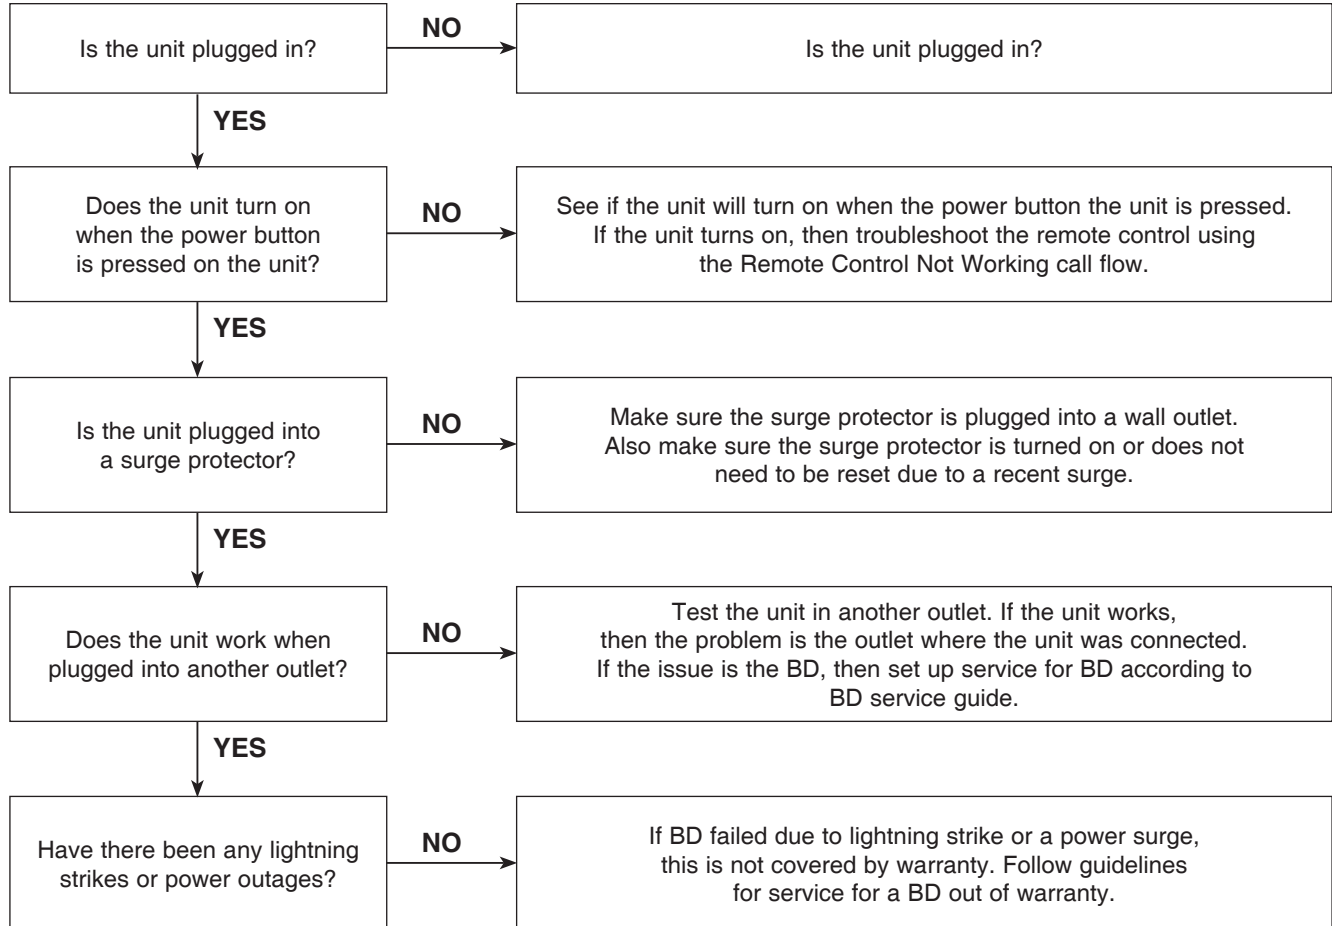 Is the unit plugged in?
NO
Is the unit plugged in?
YES
Does the unit turn on
when the power button
is pressed on the unit?
NO
See if the unit will turn on when the power button the unit is pressed.
If the unit turns on, then troubleshoot the remote control using
the Remote Control Not Working call flow.
YES
Is the unit plugged into
a surge protector?
NO
Make sure the surge protector is plugged into a wall outlet.
Also make sure the surge protector is turned on or does not
need to be reset due to a recent surge.
YES
Does the unit work when
plugged into another outlet?
NO
Test the unit in another outlet. If the unit works,
then the problem is the outlet where the unit was connected.
If the issue is the BD, then set up service for BD according to
BD service guide.
YES
Have there been any lightning
strikes or power outages?
NO
If BD failed due to lightning strike or a power surge,
this is not covered by warranty. Follow guidelines
for service for a BD out of warranty.